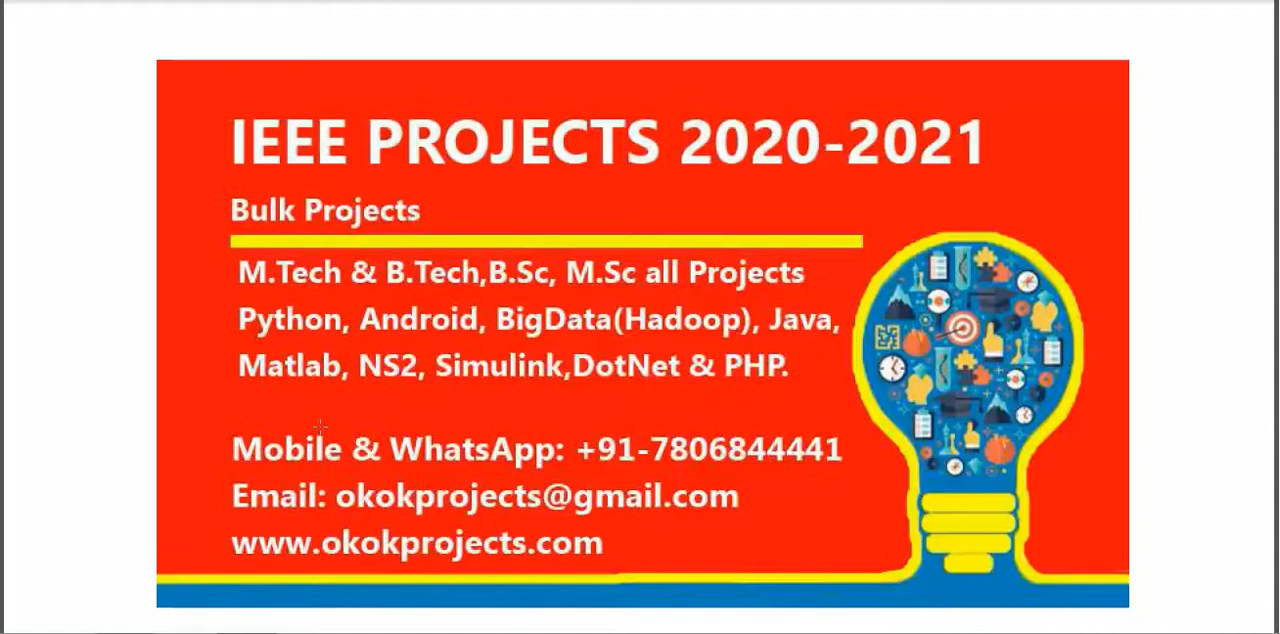 IEEE PROJECTS 2020-2021
Bulk Projects
M.Tech & B.Tech,B.Sc, M.Sc all Projects
Python, Android, BigData(Hadoop), Java,
Matlab, NS2, Simulink,DotNet & PHP.
Mobile & WhatsApp: +91-7806844441
Email: okokprojects@gmail.com
www.okokprojects.com